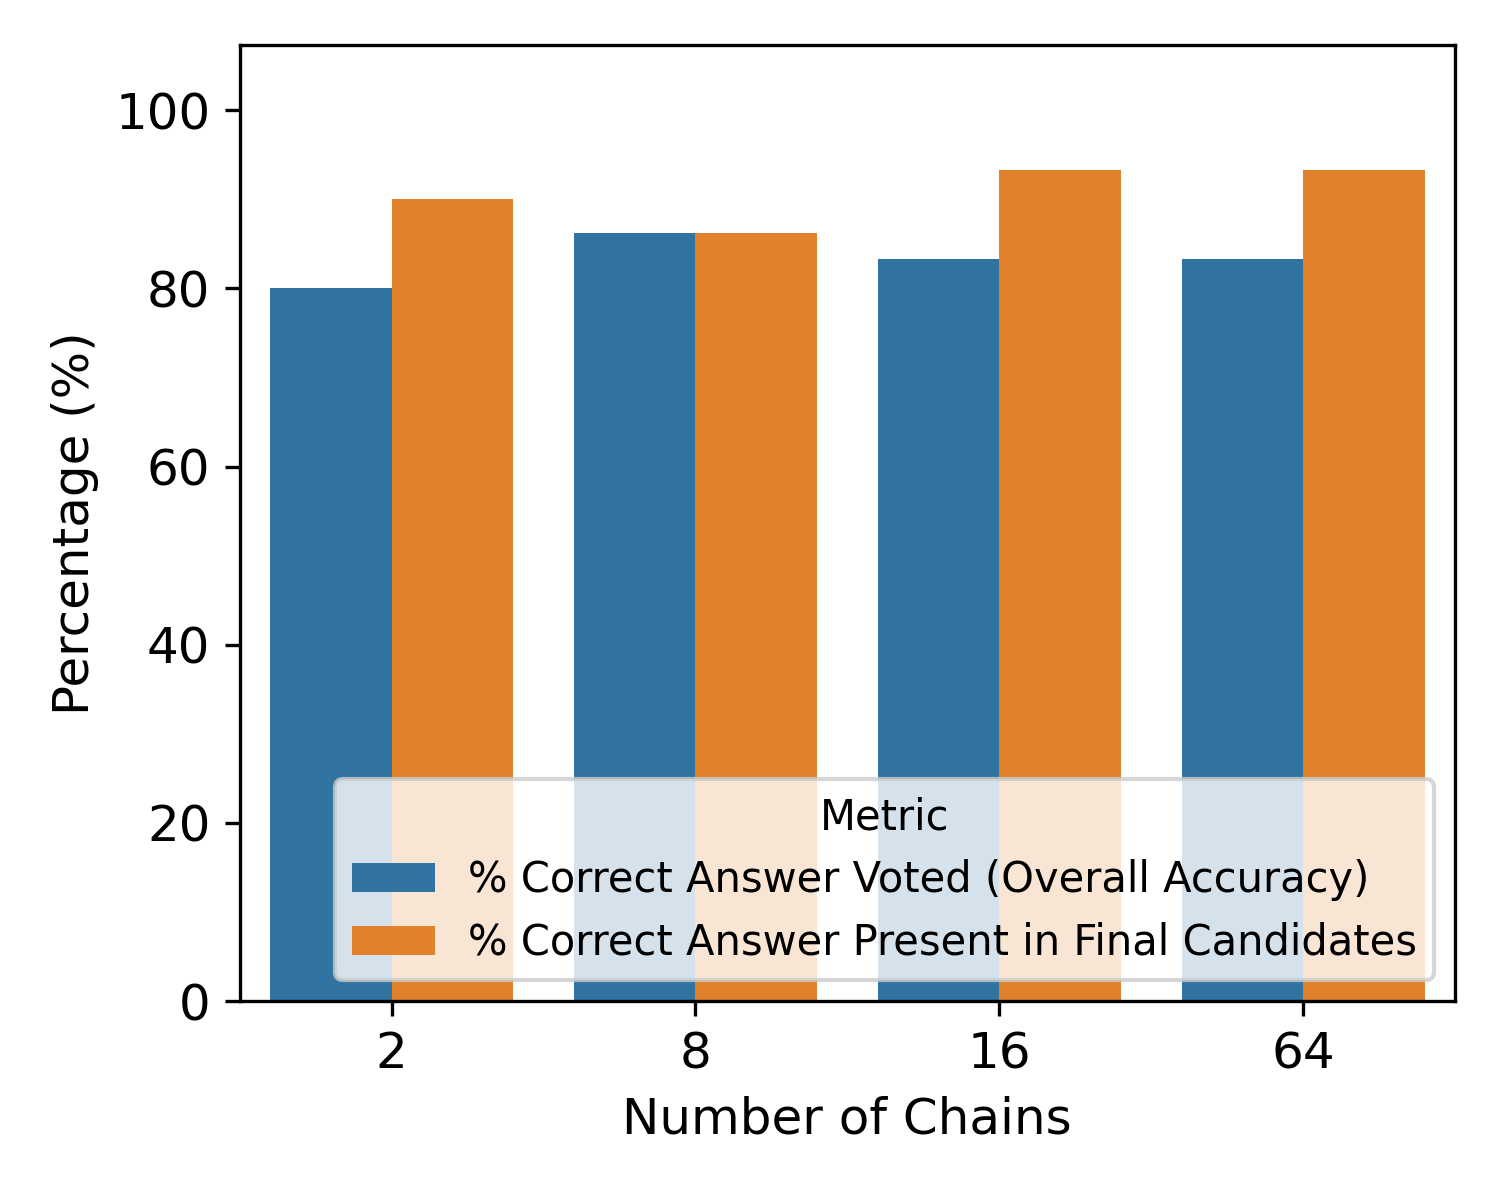 100
80
60
40
20
0
Percentage (%)
Metric
% Correct Answer Voted (Overall Accuracy)
% Correct Answer Present in Final Candidates
2 8 16 64
Number of Chains